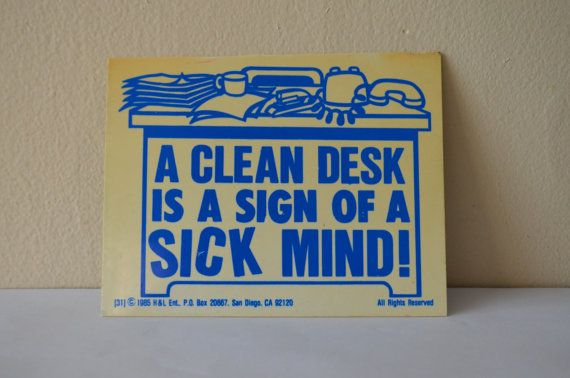 A CLEAN DESK
IS A SIGN OF A
SICK MIND!
[31] © 1985 H&L Ent., P.O. Box 20867, San Diego, CA 92120
All Rights Reserved